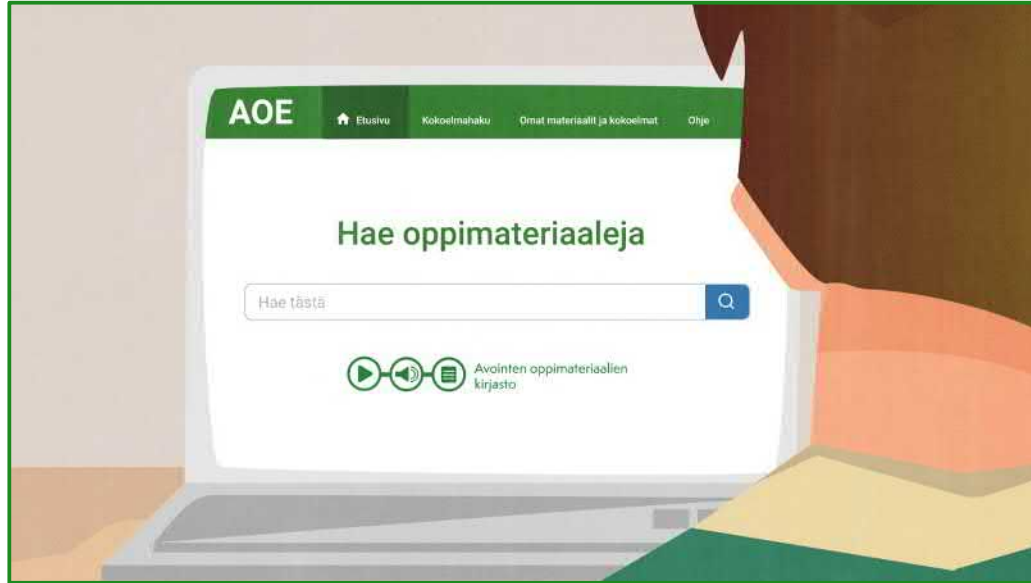 AOE
Etusivu
Kokoelmahaku
Omat materiaalit ja kokoelmat
Ohje
Hae oppimateriaaleja
Hae tästä
Avointen oppimateriaalien
kirjasto